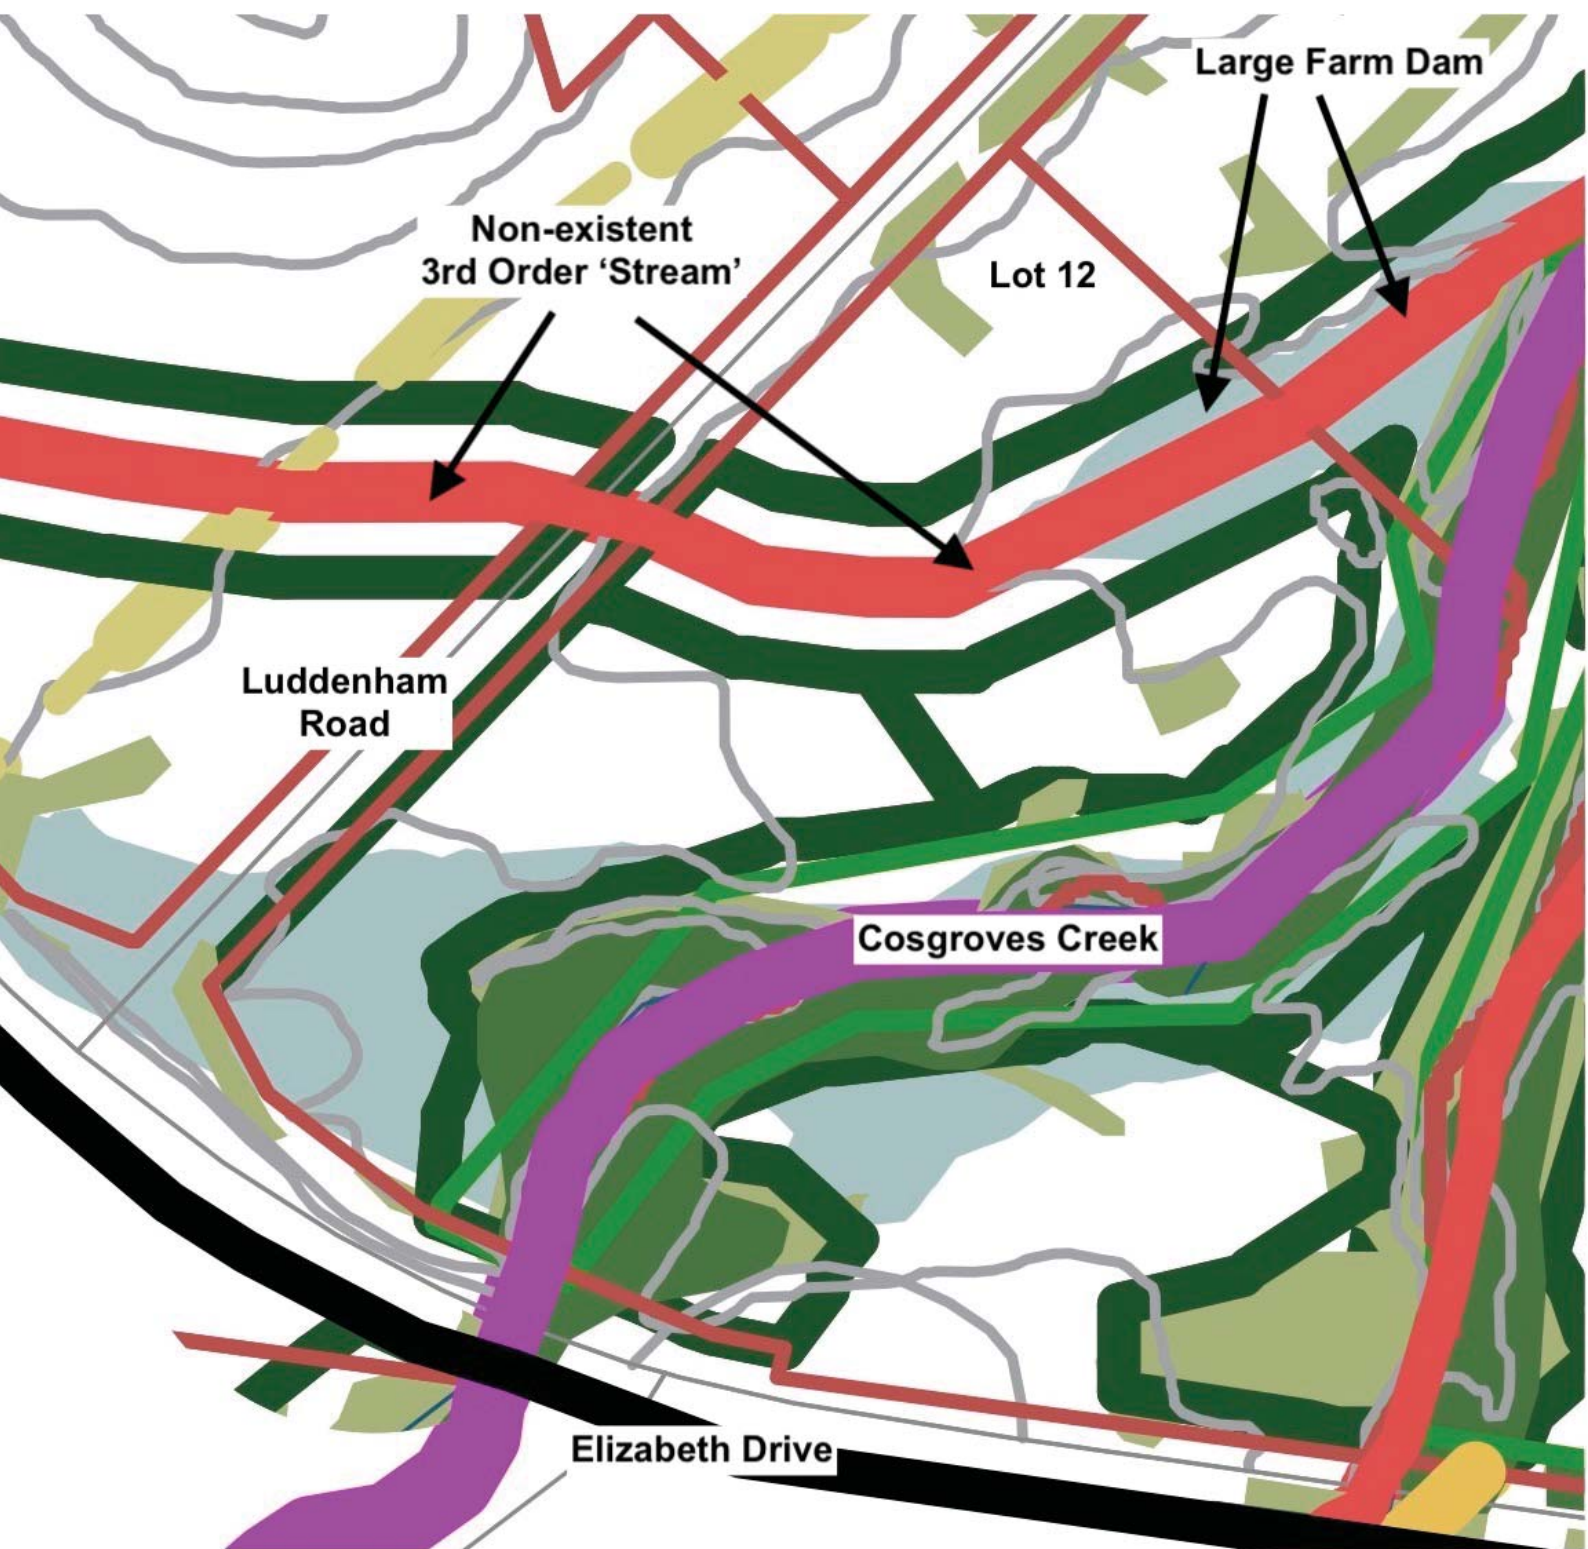 Large Farm Dam
Non-existent
3rd Order ‘Stream’
Lot 12
Luddenham
Road
Cosgroves Creek
Elizabeth Drive